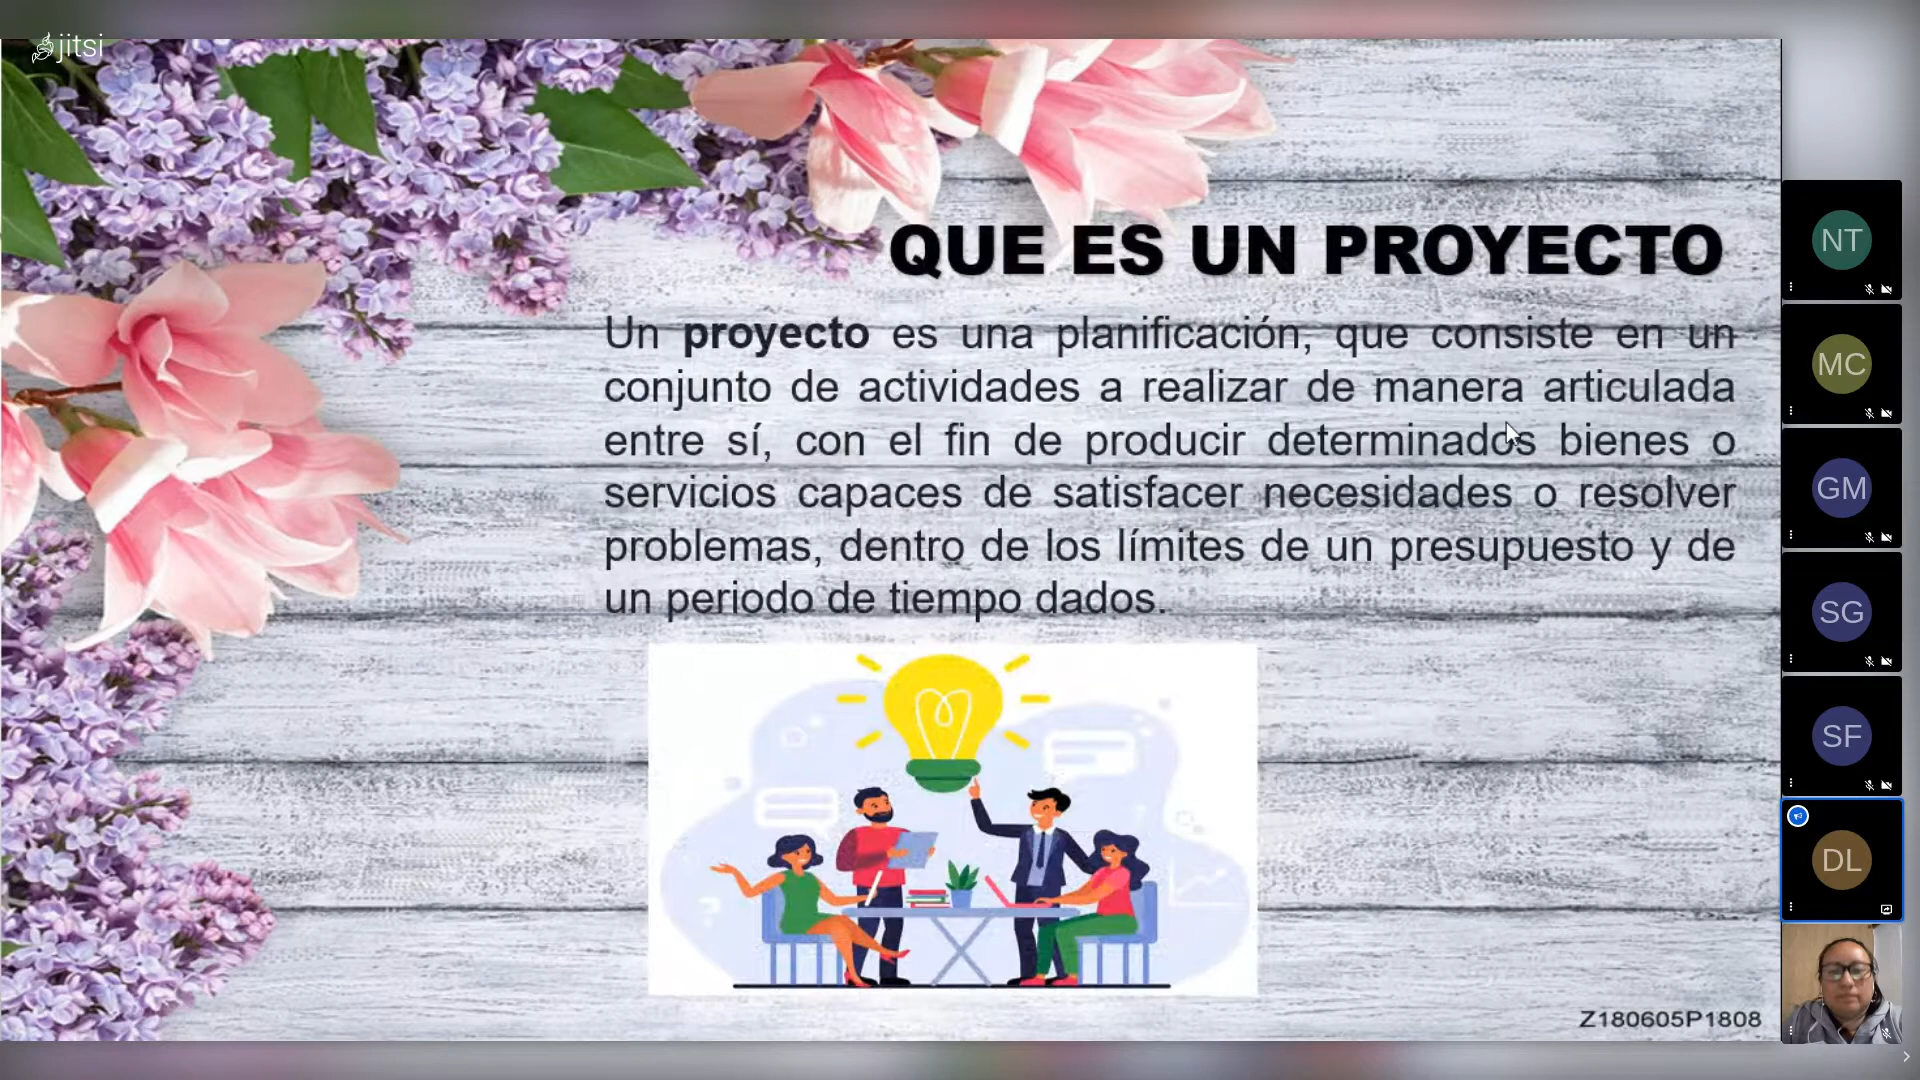 jitsi
QUE ES UN PROYECTO
Un proyecto es una planificación, que consiste en un
conjunto de actividades a realizar de manera articulada
entre sí, con el fin de producir determinados bienes o
servicios capaces de satisfacer necesidades o resolver
problemas, dentro de los límites de un presupuesto y de
un periodo de tiempo dados.
Z180605P1808
NT
MC
GM
SG
SF
DL